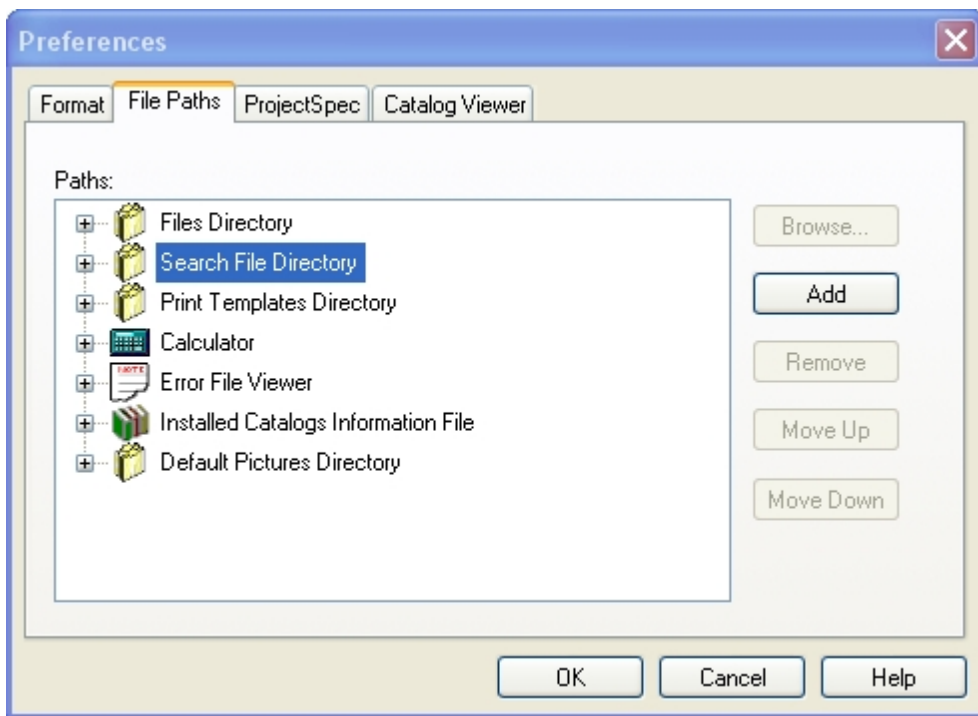 Preferences
Format File Paths ProjectSpec Catalog Viewer
Paths:
Files Directory
Search File Directory
Print Templates Directory
Calculator
NOTE
Error File Viewer
Installed Catalogs Information File
Default Pictures Directory
Browse...
Add
Remove
Move Up
Move Down
OK Cancel Help